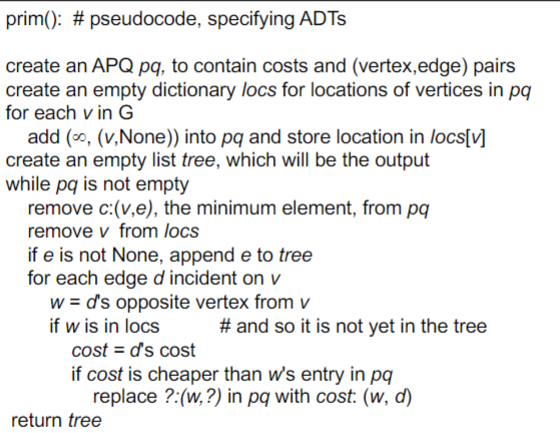 prim():  # pseudocode, specifying ADTs
create an APQ pq, to contain costs and (vertex,edge) pairs
create an empty dictionary locs for locations of vertices in pq
for each v in G
add (∞, (v,None)) into pq and store location in locs[v]
create an empty list tree, which will be the output
while pq is not empty
remove c:(v,e), the minimum element, from pq
remove v from locs
if e is not None, append e to tree
for each edge d incident on v
w = d's opposite vertex from v
if w is in locs # and so it is not yet in the tree
cost = d's cost
if cost is cheaper than w's entry in pq
replace ?:(w,?) in pq with cost: (w, d)
return tree